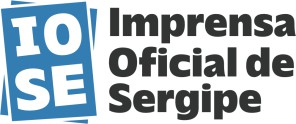 IO
SE
Imprensa
Oficial de
Sergipe